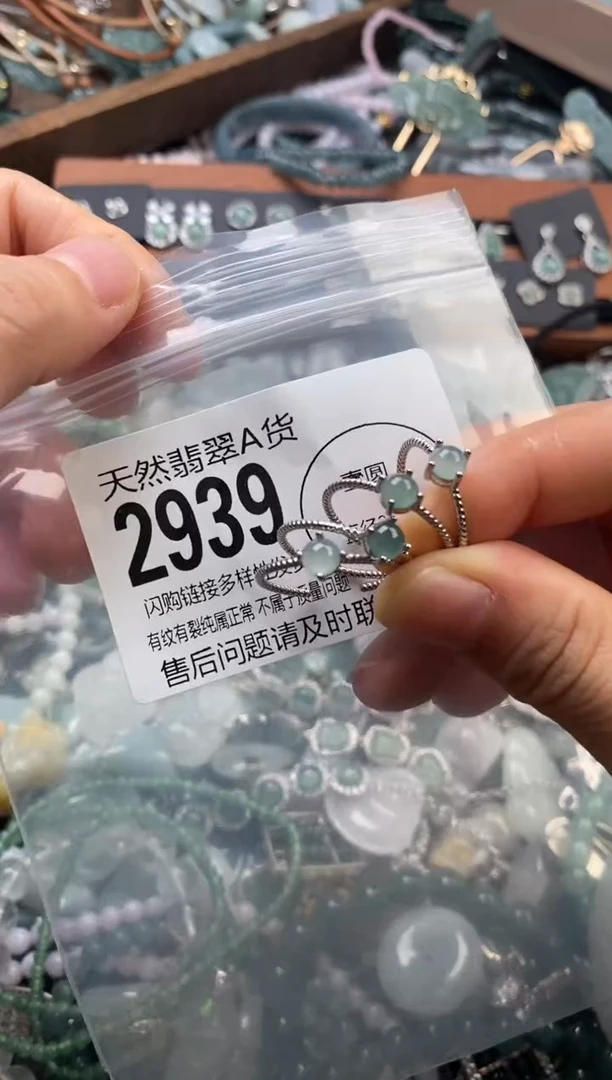 天然翡翠A货
2939
闪购链接多样
有纹有裂纯属正常 不属于质量问题
售后问题请及时联